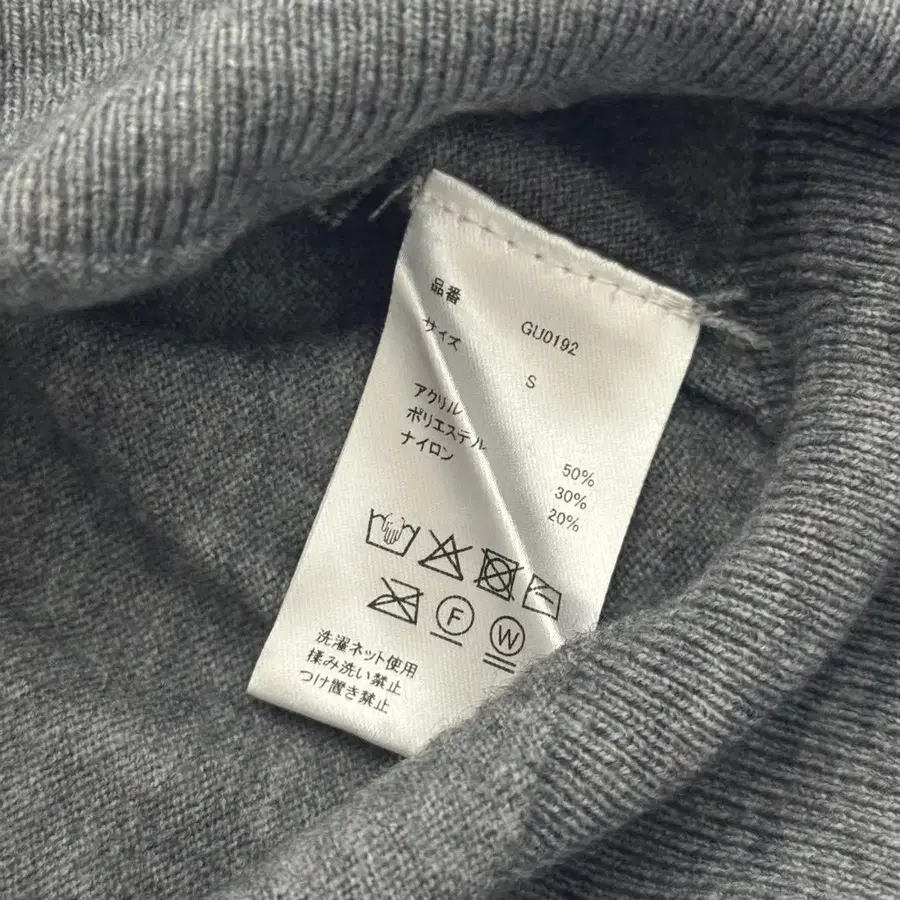 品番 GU0192
サイズ S
アクリル 50%
ポリエステル 30%
ナイロン 20%
F W
洗濯ネット使用
揉み洗い禁止
つけ置き禁止